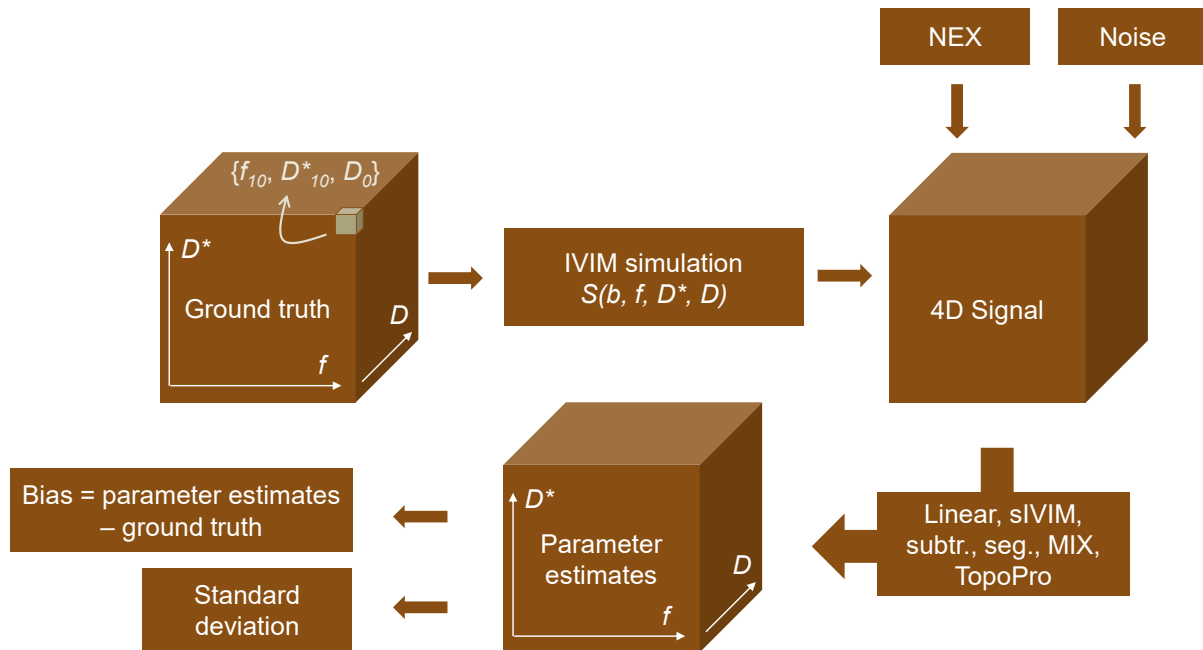 NEX
Noise
{f₁₀, D*₁₀, D₀}
D*
Ground truth
D
f
IVIM simulation
S(b, f, D*, D)
4D Signal
Linear, sIVIM,
subtr., seg., MIX,
TopoPro
D*
Parameter
estimates
D
f
Bias = parameter estimates
– ground truth
Standard
deviation